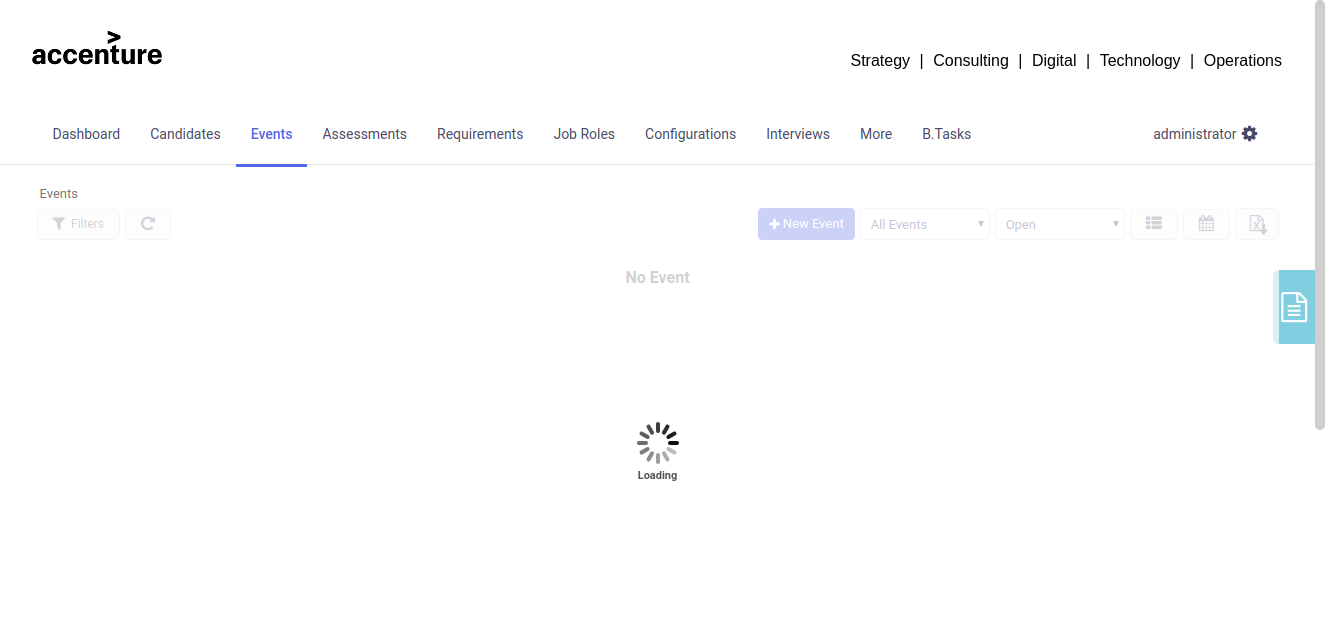 accenture
Strategy | Consulting | Digital | Technology | Operations
Dashboard Candidates Events Assessments Requirements Job Roles Configurations Interviews More B.Tasks administrator
Events
Filters New Event All Events Open
No Event
Loading